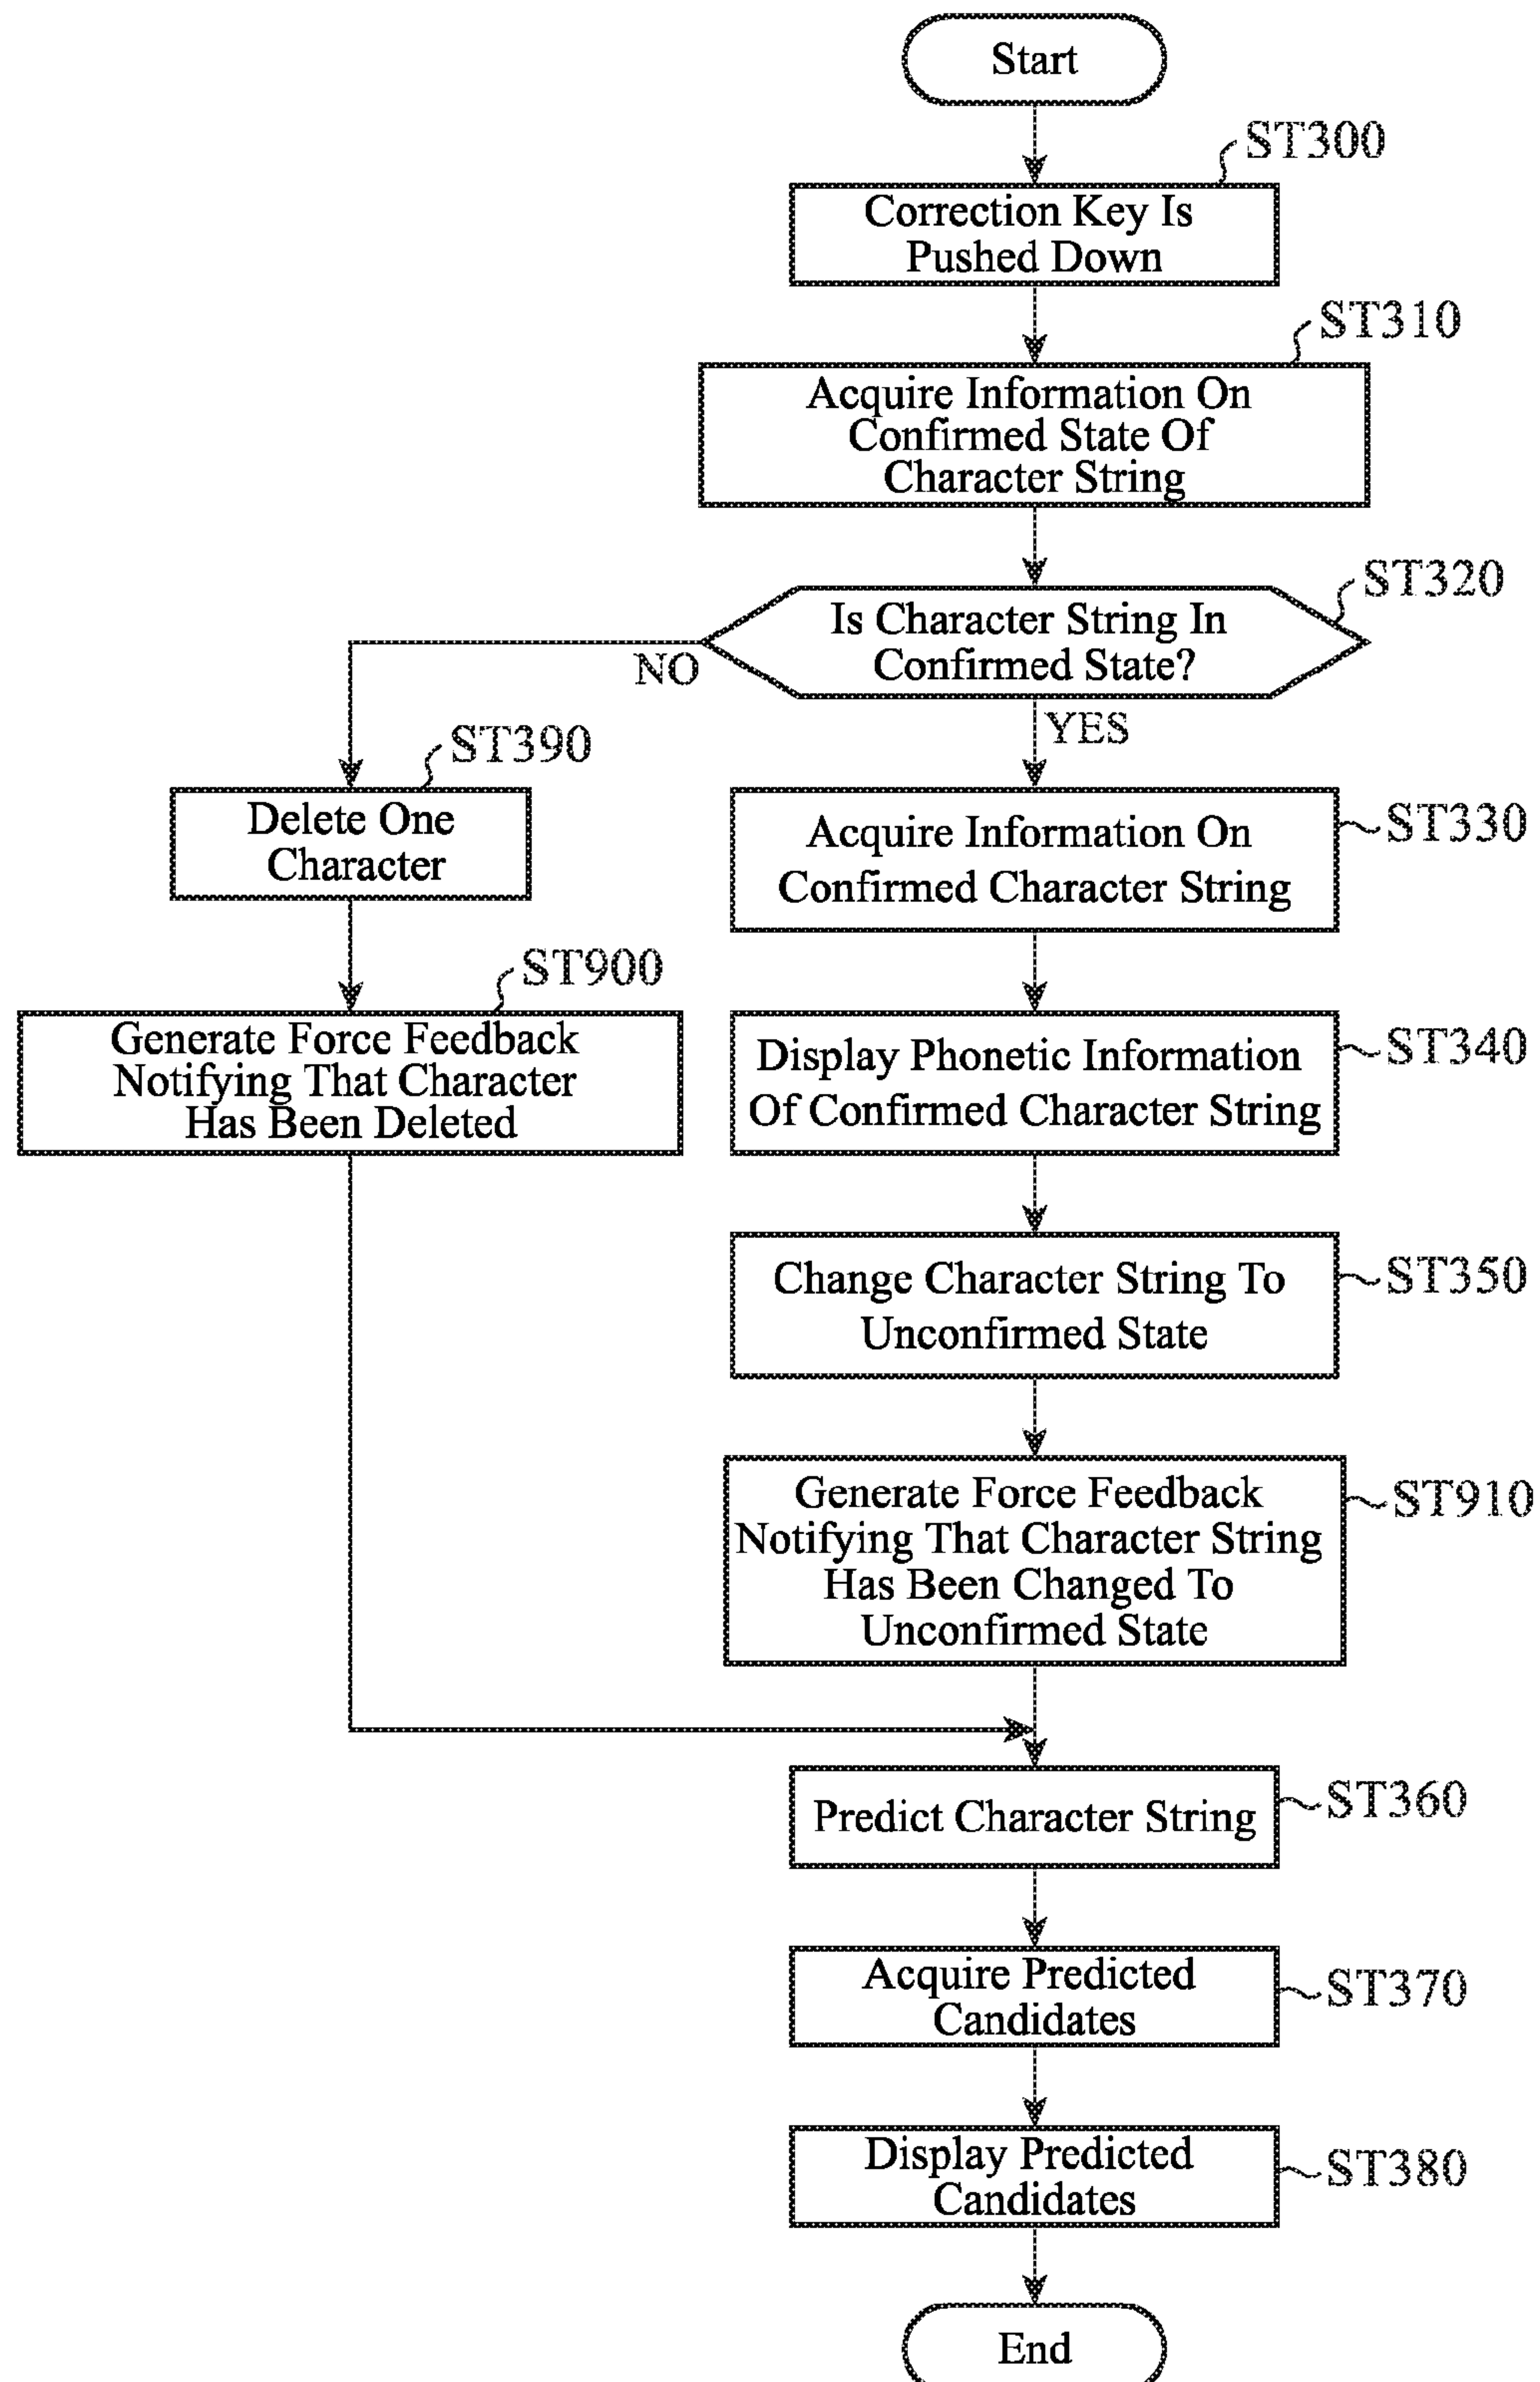 Start
ST300
Correction Key Is
Pushed Down
ST310
Acquire Information On
Confirmed State Of
Character String
ST320
Is Character String In
Confirmed State?
NO
YES
ST390
Delete One
Character
ST330
Acquire Information On
Confirmed Character String
ST900
Generate Force Feedback
Notifying That Character
Has Been Deleted
ST340
Display Phonetic Information
Of Confirmed Character String
ST350
Change Character String To
Unconfirmed State
ST910
Generate Force Feedback
Notifying That Character String
Has Been Changed To
Unconfirmed State
ST360
Predict Character String
ST370
Acquire Predicted
Candidates
ST380
Display Predicted
Candidates
End